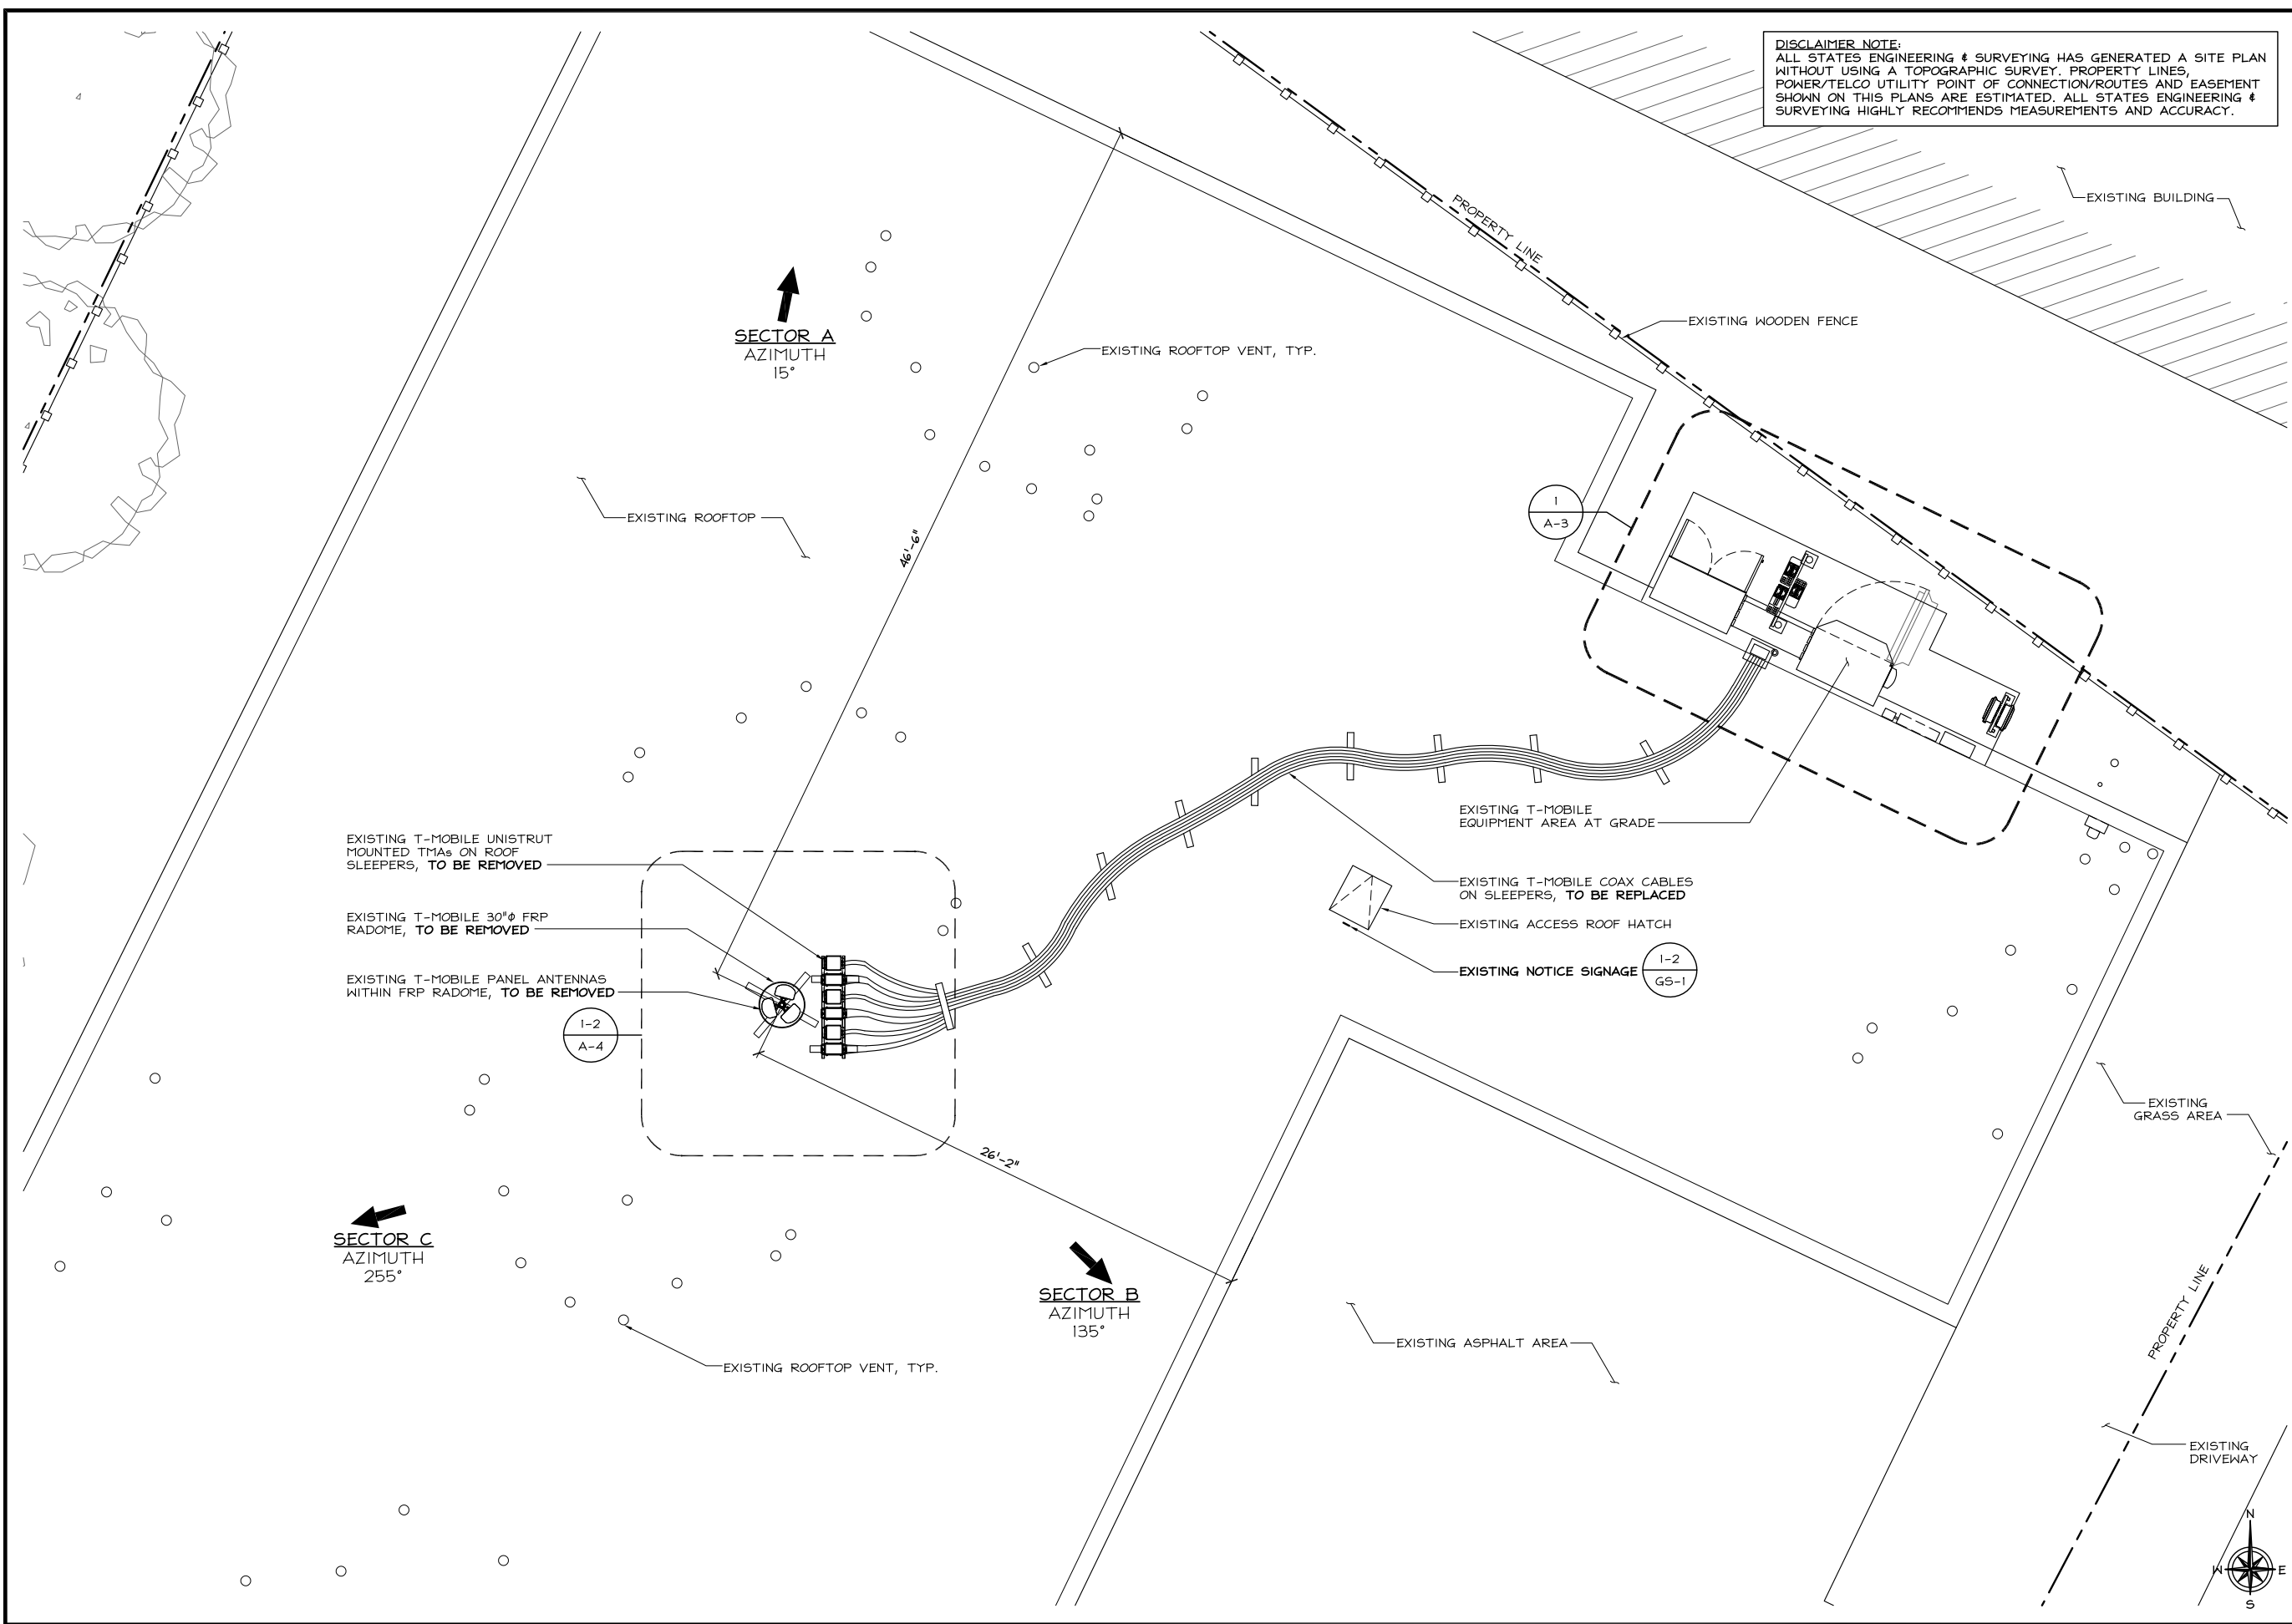 DISCLAIMER NOTE:
ALL STATES ENGINEERING & SURVEYING HAS GENERATED A SITE PLAN
WITHOUT USING A TOPOGRAPHIC SURVEY. PROPERTY LINES,
POWER/TELCO UTILITY POINT OF CONNECTION/ROUTES AND EASEMENT
SHOWN ON THIS PLANS ARE ESTIMATED. ALL STATES ENGINEERING &
SURVEYING HIGHLY RECOMMENDS MEASUREMENTS AND ACCURACY.
4
EXISTING BUILDING
PROPERTY LINE
EXISTING WOODEN FENCE
SECTOR A
AZIMUTH
15°
EXISTING ROOFTOP VENT, TYP.
4
EXISTING ROOFTOP
46'-6"
1
A-3
EXISTING T-MOBILE
EQUIPMENT AREA AT GRADE
EXISTING T-MOBILE UNISTRUT
MOUNTED TMAs ON ROOF
SLEEPERS, TO BE REMOVED
EXISTING T-MOBILE COAX CABLES
ON SLEEPERS, TO BE REPLACED
EXISTING T-MOBILE 30"Φ FRP
RADOME, TO BE REMOVED
EXISTING ACCESS ROOF HATCH
EXISTING NOTICE SIGNAGE
1-2
GS-1
EXISTING T-MOBILE PANEL ANTENNAS
WITHIN FRP RADOME, TO BE REMOVED
1-2
A-4
EXISTING
GRASS AREA
26'-2"
SECTOR C
AZIMUTH
255°
SECTOR B
AZIMUTH
135°
EXISTING ASPHALT AREA
PROPERTY LINE
EXISTING ROOFTOP VENT, TYP.
EXISTING
DRIVEWAY
N
W
E
S